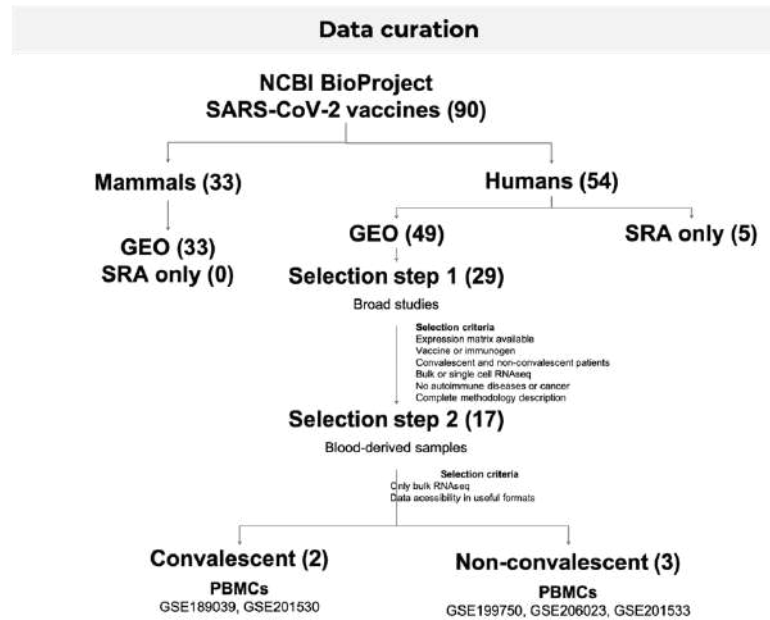 Data curation
NCBI BioProject
SARS-CoV-2 vaccines (90)
Mammals (33)
Humans (54)
GEO (33)
SRA only (0)
GEO (49)
SRA only (5)
Selection step 1 (29)
Broad studies
Selection criteria
Expression matrix available
Vaccine or immunogen
Convalescent and non-convalescent patients
Bulk or single cell RNAseq
No autoimmune diseases or cancer
Complete methodology description
Selection step 2 (17)
Blood-derived samples
Selection criteria
Only bulk RNAseq
Data acessibility in useful formats
Convalescent (2)
PBMCs
GSE189039, GSE201530
Non-convalescent (3)
PBMCs
GSE199750, GSE206023, GSE201533